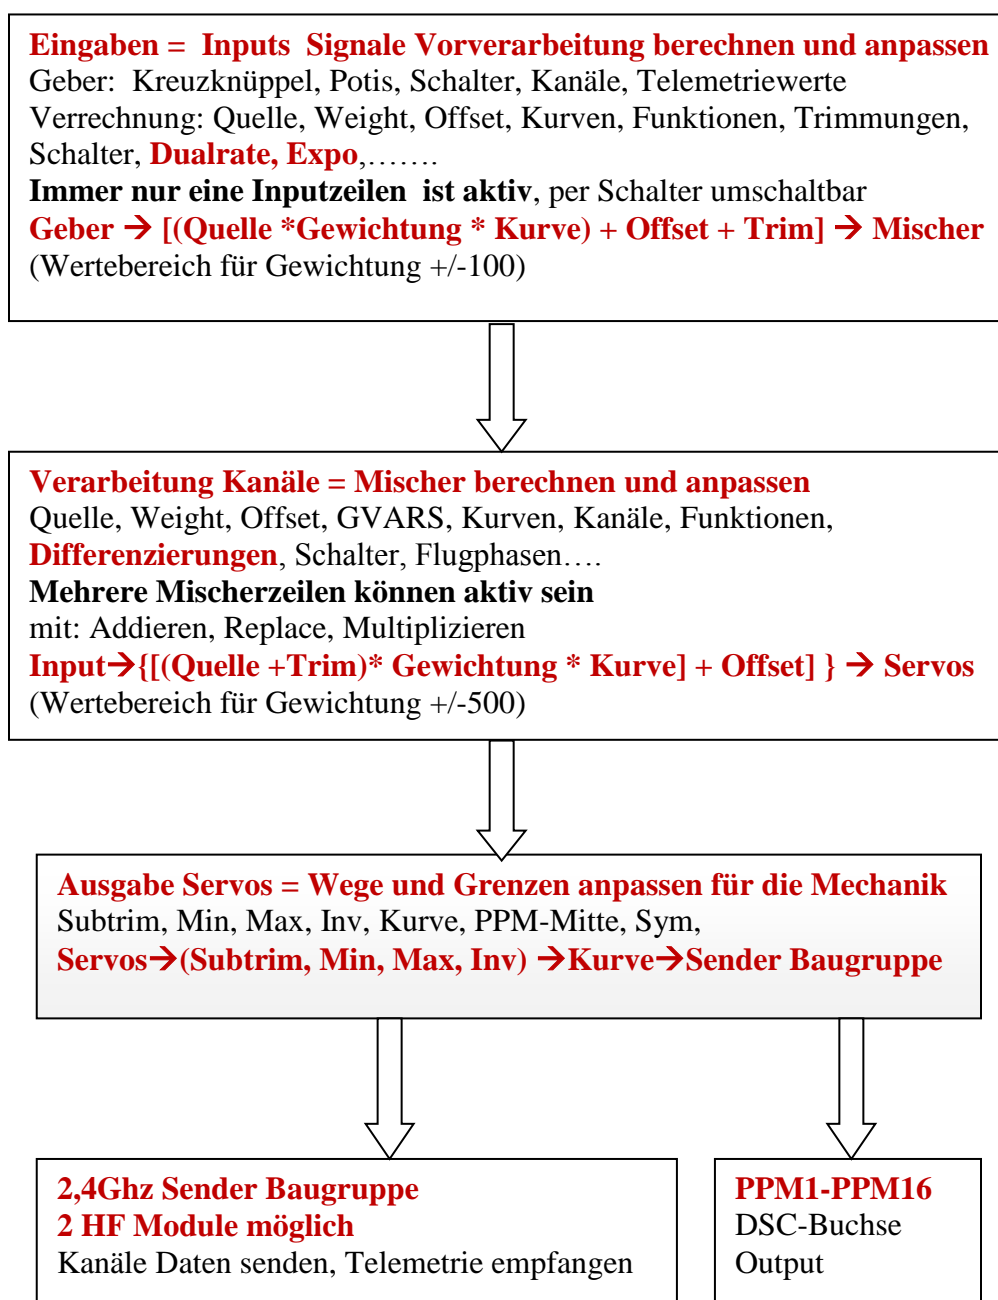 Eingaben = Inputs Signale Vorverarbeitung berechnen und anpassen
Geber: Kreuzknüppel, Potis, Schalter, Kanäle, Telemetriewerte
Verrechnung: Quelle, Weight, Offset, Kurven, Funktionen, Trimmungen,
Schalter, Dualrate, Expo,…….
Immer nur eine Inputzeilen ist aktiv, per Schalter umschaltbar
Geber → [(Quelle *Gewichtung * Kurve) + Offset + Trim] → Mischer
(Wertebereich für Gewichtung +/-100)
Verarbeitung Kanäle = Mischer berechnen und anpassen
Quelle, Weight, Offset, GVARS, Kurven, Kanäle, Funktionen,
Differenzierungen, Schalter, Flugphasen….
Mehrere Mischerzeilen können aktiv sein
mit: Addieren, Replace, Multiplizieren
Input→{[(Quelle +Trim)* Gewichtung * Kurve] + Offset] } → Servos
(Wertebereich für Gewichtung +/-500)
Ausgabe Servos = Wege und Grenzen anpassen für die Mechanik
Subtrim, Min, Max, Inv, Kurve, PPM-Mitte, Sym,
Servos→(Subtrim, Min, Max, Inv) →Kurve→Sender Baugruppe
2,4Ghz Sender Baugruppe
2 HF Module möglich
Kanäle Daten senden, Telemetrie empfangen
PPM1-PPM16
DSC-Buchse
Output